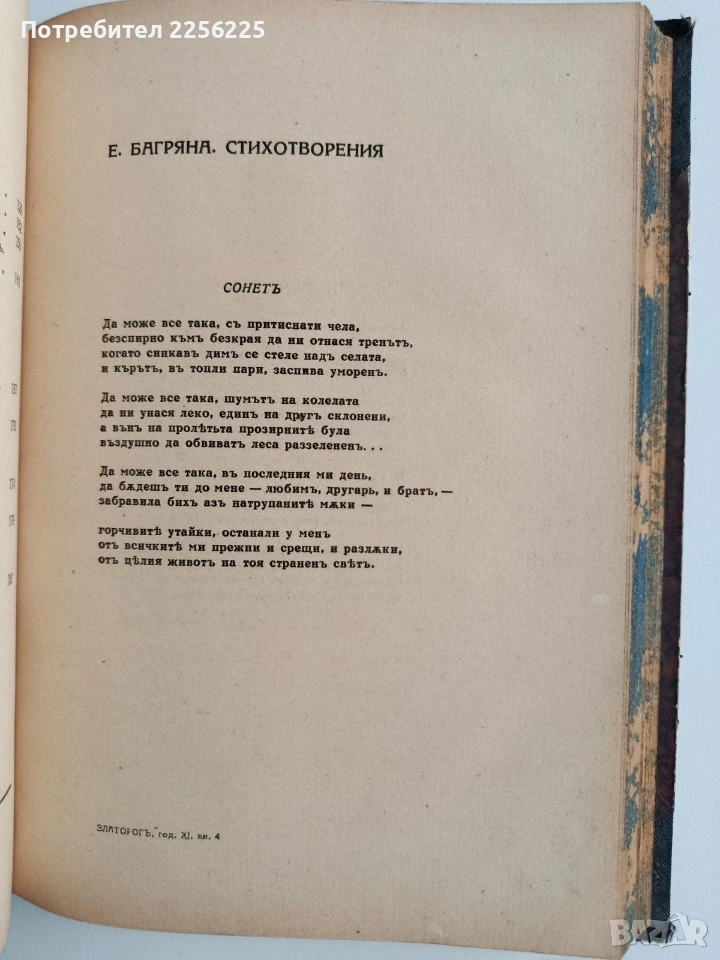 Потребител 2256225
Е. БАГРЯНА. СТИХОТВОРЕНИЯ
СОНЕТЪ
Да може все така, съ притиснати чела,
безспирно къмъ безкрая да ни отнася тренътъ,
когато синкавъ димъ се стеле надъ селата,
и кърътъ, въ топли пари, заспива уморенъ.
Да може все така, шумътъ на колелата
да ни унася леко, единъ на другъ склонени,
а вънъ на пролѣтьта прозирнитѣ була
въздушно да обвиватъ леса раззелененъ...
Да може все така, въ последния ми день,
да бѫдешъ ти до мене — любимъ, другарь, и братъ, —
забравила бихъ азъ натрупанитѣ мѫки —
горчивитѣ утайки, останали у менъ
отъ всичкитѣ ми прежни и срещи, и разлѫки,
отъ цѣлия животъ на тоя страненъ свѣтъ.
ЗЛАТОРОГЪ, год. XI. кн. 4
BAZAR